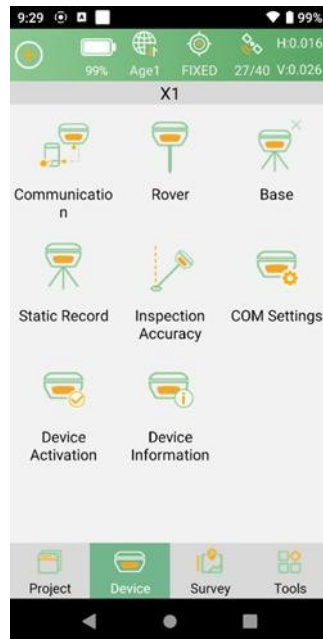 9:29 99%
99% Age1 FIXED 27/40 H:0.016 V:0.026
X1
Communicatio
n
Rover
Base
Static Record
Inspection
Accuracy
COM Settings
Device
Activation
Device
Information
Project Device Survey Tools